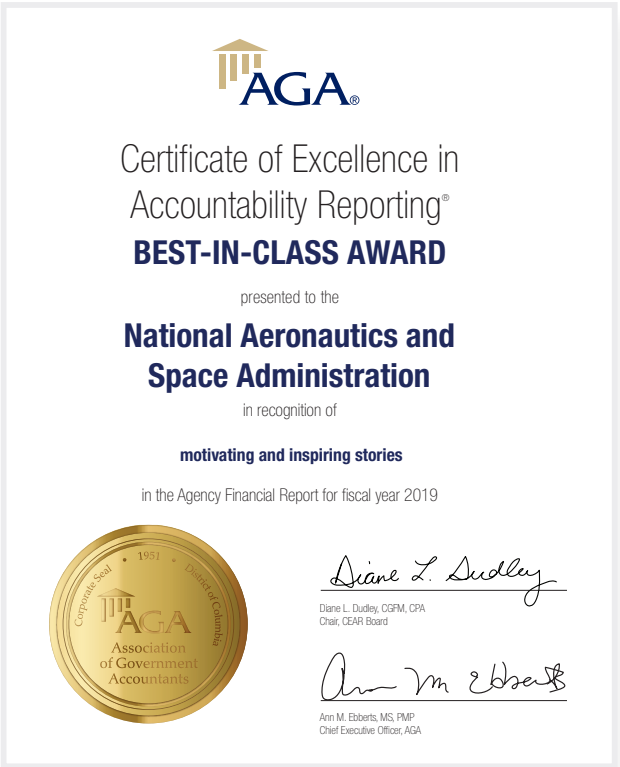 AGA®
Certificate of Excellence in
Accountability Reporting®
BEST-IN-CLASS AWARD
presented to the
National Aeronautics and
Space Administration
in recognition of
motivating and inspiring stories
in the Agency Financial Report for fiscal year 2019
Corporate Seal • 1951 • District of Columbia
AGA
Association
of Government
Accountants
Diane L. Dudley
Diane L. Dudley, CGFM, CPA
Chair, CEAR Board
Ann M Ebberts
Ann M. Ebberts, MS, PMP
Chief Executive Officer, AGA